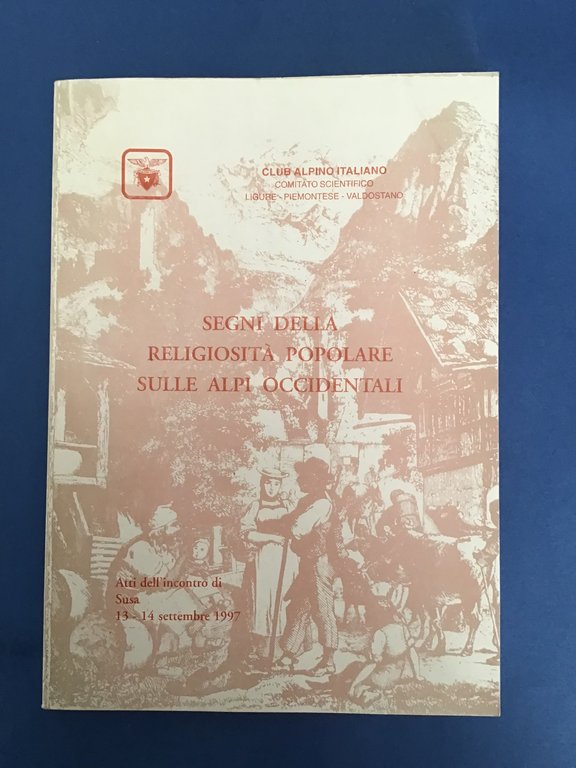 CLUB ALPINO ITALIANO
COMITATO SCIENTIFICO
LIGURE - PIEMONTESE - VALDOSTANO
SEGNI DELLA
RELIGIOSITÀ POPOLARE
SULLE ALPI OCCIDENTALI
Atti dell'incontro di
Susa
13 - 14 settembre 1997